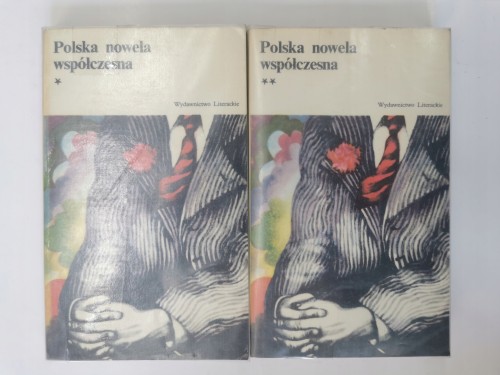 Polska nowela
współczesna
*
Wydawnictwo Literackie
Polska nowela
współczesna
**
Wydawnictwo Literackie